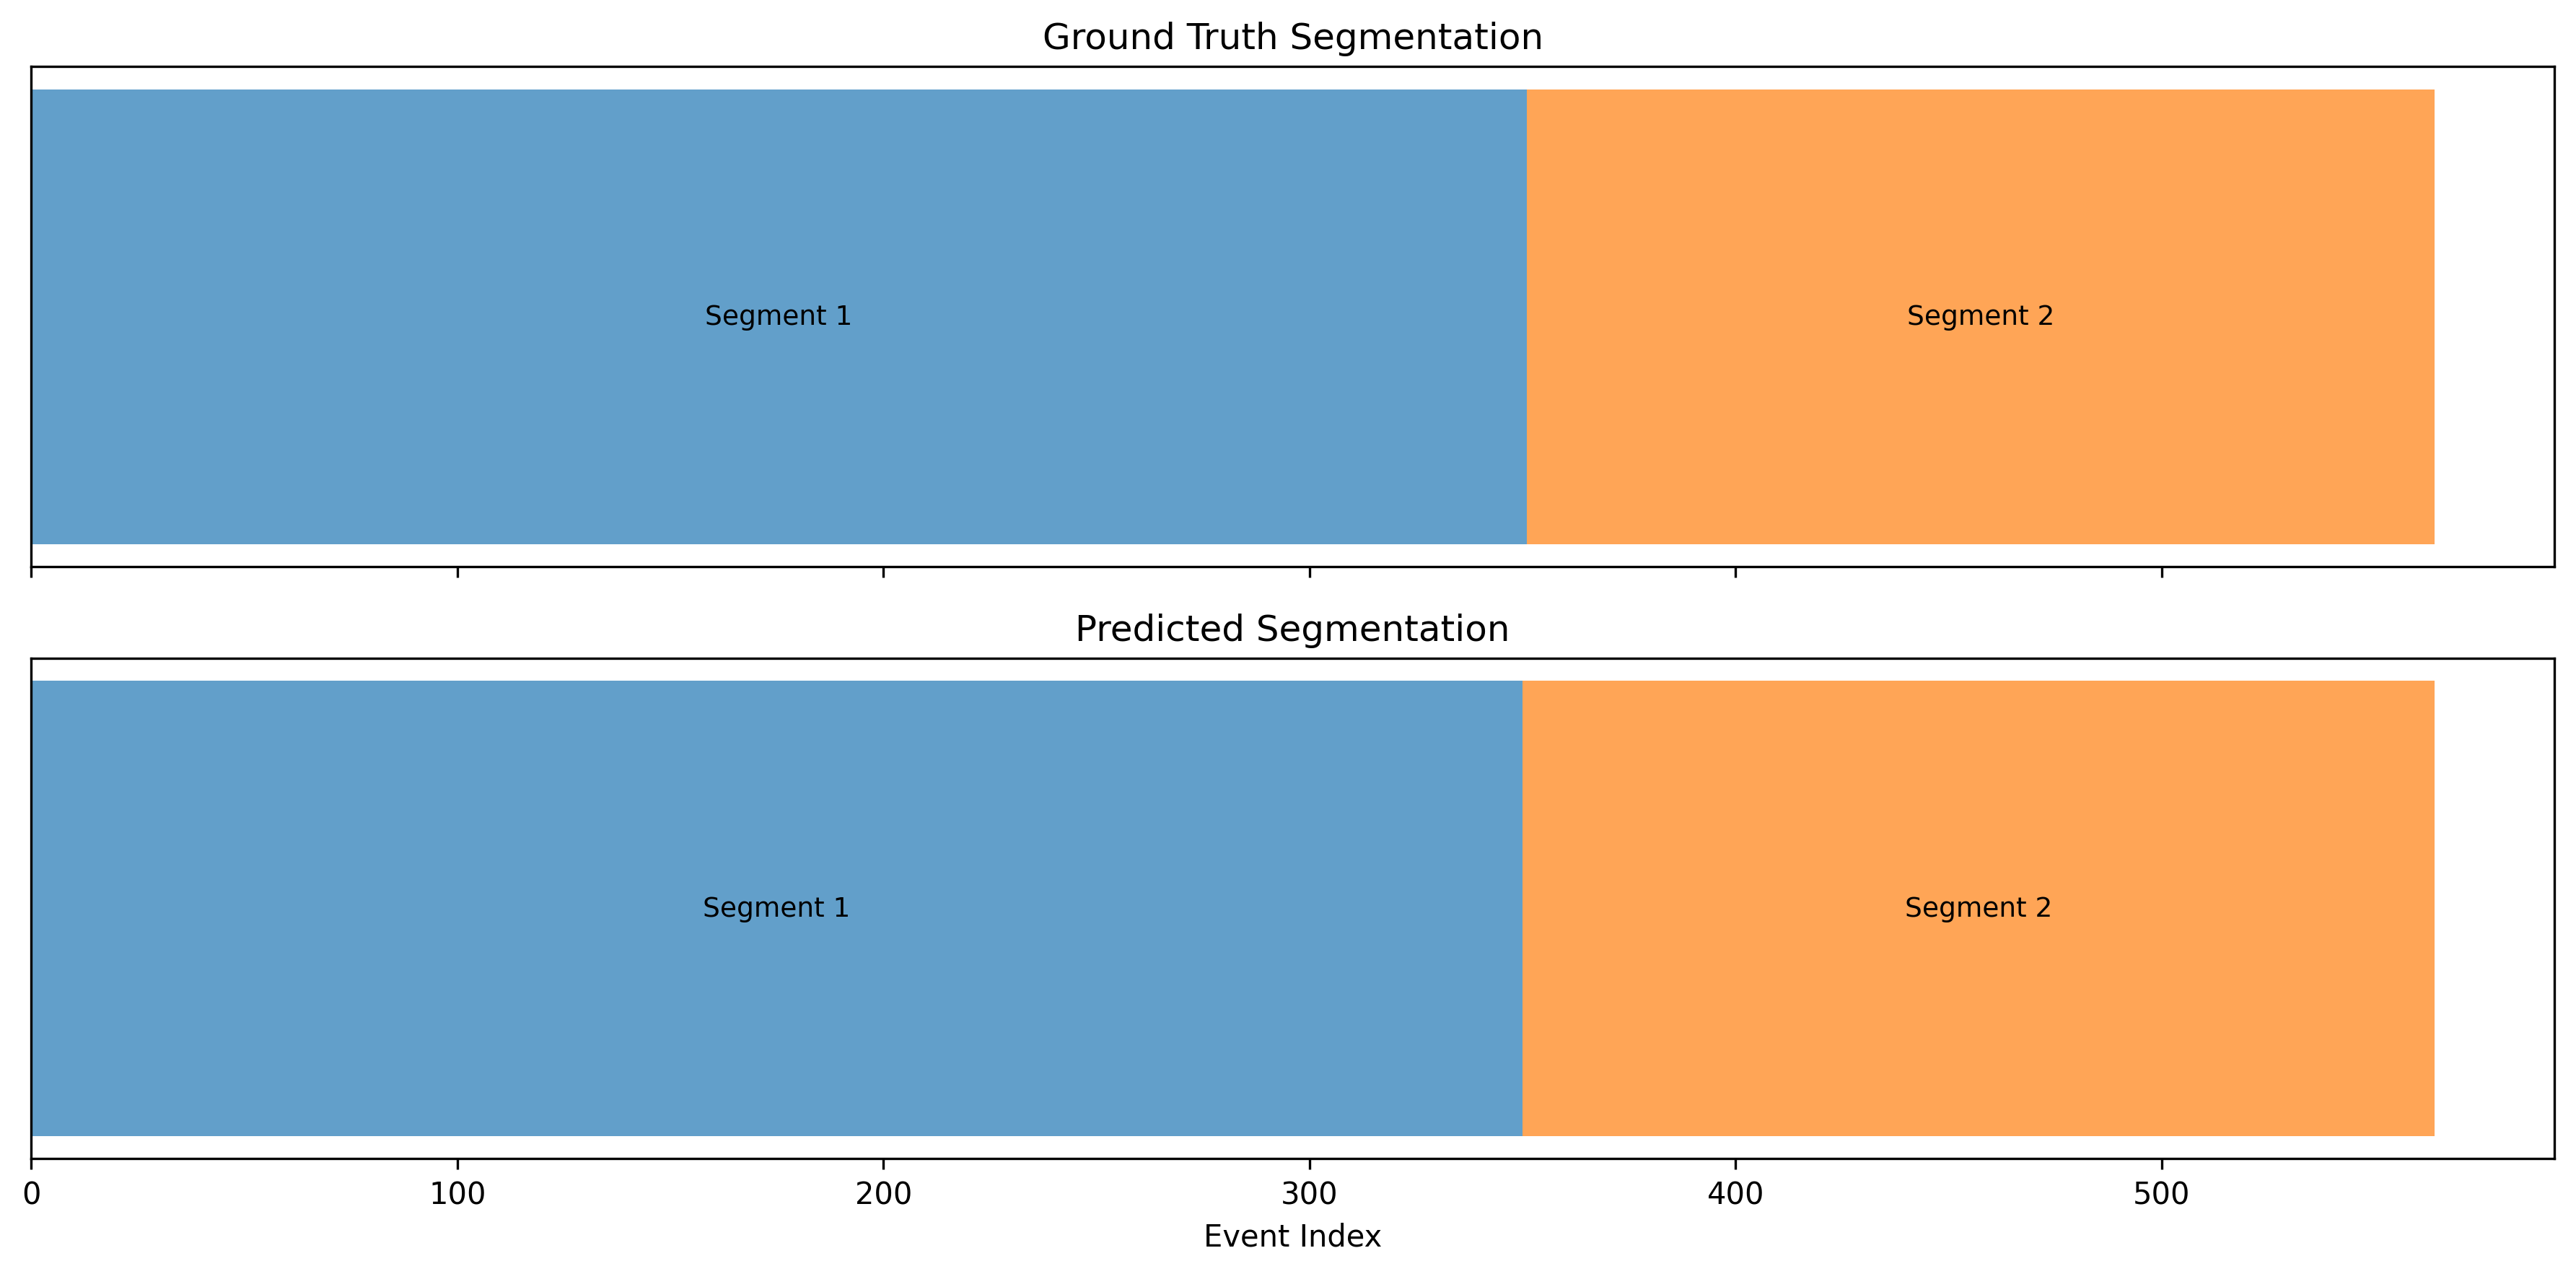 Ground Truth Segmentation
Segment 1 Segment 2
Predicted Segmentation
Segment 1 Segment 2
0 100 200 300 400 500
Event Index